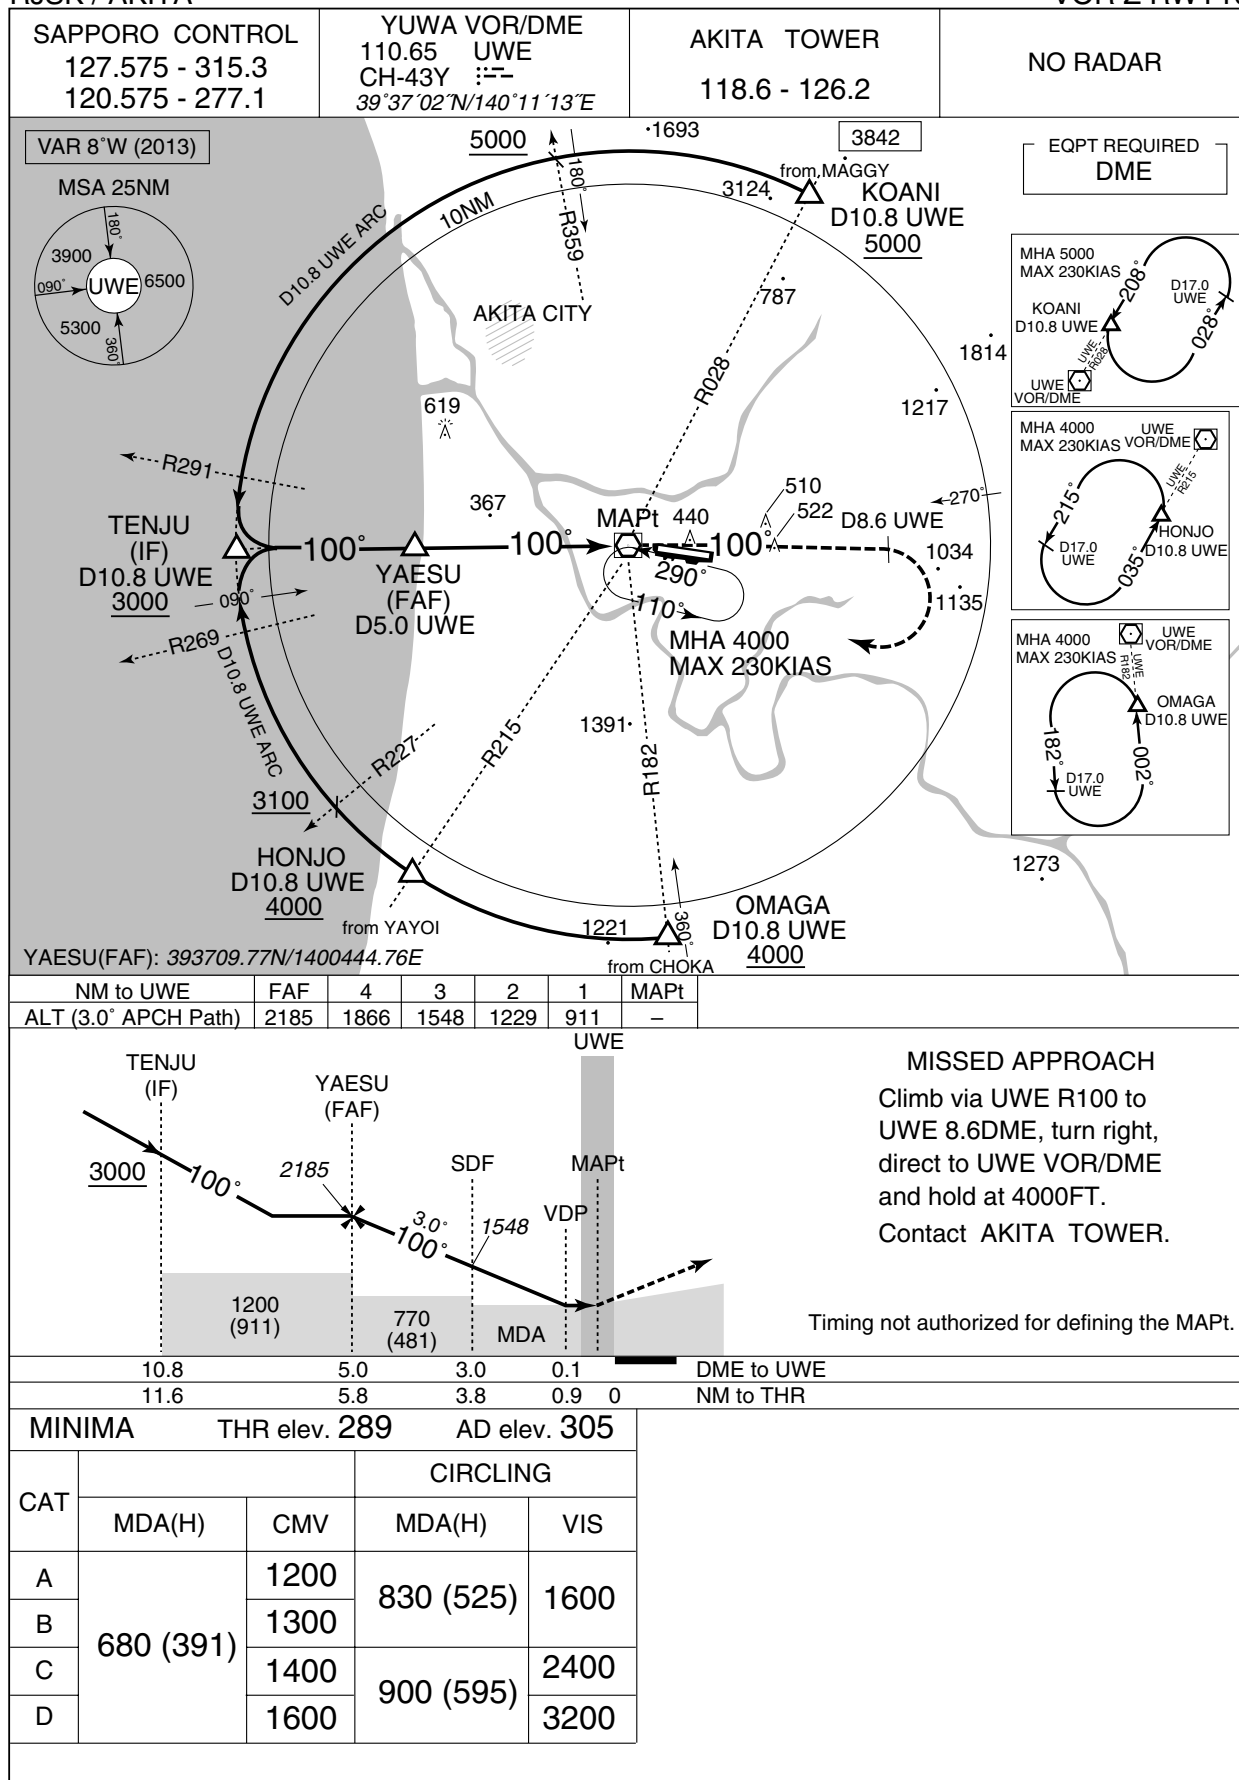 SAPPORO CONTROL
127.575 - 315.3
120.575 - 277.1
YUWA VOR/DME
110.65 UWE
CH-43Y
39˚37´02˝N/140˚11´13˝E
AKITA TOWER
118.6 - 126.2
NO RADAR
VAR 8˚W (2013)
MSA 25NM
180˚
3900
090˚
UWE
6500
5300
360˚
5000
1693
3842
from MAGGY
EQPT REQUIRED
DME
180˚
R359
3124
KOANI
D10.8 UWE
5000
10NM
D10.8 UWE ARC
787
AKITA CITY
R028
1814
1217
619
R291
367
510
522
270˚
TENJU
(IF)
D10.8 UWE
3000
100˚
YAESU
(FAF)
D5.0 UWE
100˚
MAPt
440
100˚
D8.6 UWE
1034
1135
290˚
110˚
MHA 4000
MAX 230KIAS
090˚
R269
D10.8 UWE ARC
R227
R215
1391
R182
3100
HONJO
D10.8 UWE
4000
from YAYOI
1221
360˚
OMAGA
D10.8 UWE
4000
from CHOKA
1273
YAESU(FAF): 393709.77N/1400444.76E
MHA 5000
MAX 230KIAS
208˚
D17.0
UWE
KOANI
D10.8 UWE
028˚
UWE
R028
UWE
VOR/DME
MHA 4000
MAX 230KIAS
UWE
VOR/DME
UWE
R215
215˚
D17.0
UWE
HONJO
D10.8 UWE
035˚
MHA 4000
MAX 230KIAS
UWE
VOR/DME
UWE
R182
OMAGA
D10.8 UWE
182˚
002˚
D17.0
UWE
NM to UWE FAF 4 3 2 1 MAPt
ALT (3.0˚ APCH Path) 2185 1866 1548 1229 911 –
UWE
TENJU
(IF)
YAESU
(FAF)
3000
100˚
2185
SDF
MAPt
3.0˚
100˚
1548
VDP
1200
(911)
770
(481)
MDA
MISSED APPROACH
Climb via UWE R100 to
UWE 8.6DME, turn right,
direct to UWE VOR/DME
and hold at 4000FT.
Contact AKITA TOWER.
Timing not authorized for defining the MAPt.
10.8 5.0 3.0 0.1 DME to UWE
11.6 5.8 3.8 0.9 0 NM to THR
MINIMA THR elev. 289 AD elev. 305
CAT
CIRCLING
MDA(H) CMV MDA(H) VIS
A 1200
830 (525) 1600
B 1300
680 (391)
C 1400 2400
900 (595)
D 1600 3200